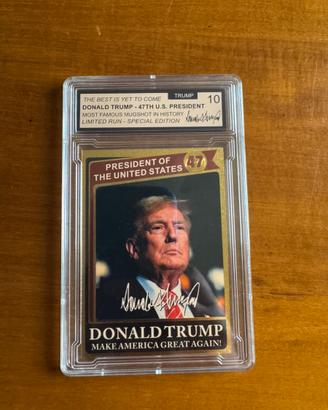 TRUMP
THE BEST IS YET TO COME
DONALD TRUMP - 47TH U.S. PRESIDENT
MOST FAMOUS MUGSHOT IN HISTORY
LIMITED RUN - SPECIAL EDITION
10
PRESIDENT OF
THE UNITED STATES
47
DONALD TRUMP
MAKE AMERICA GREAT AGAIN!